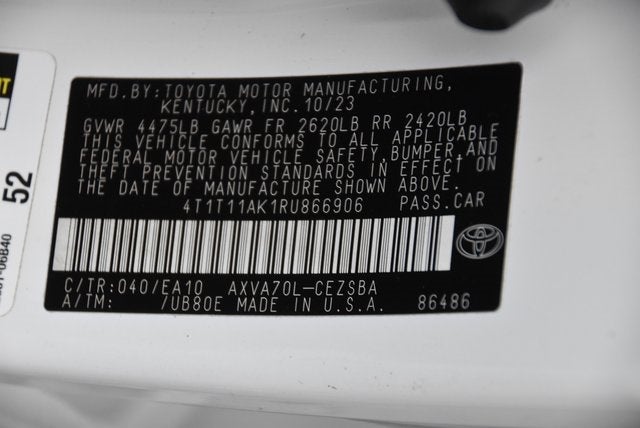 MFD.BY:TOYOTA MOTOR MANUFACTURING,
KENTUCKY,INC.10/23
GVWR 4475LB GAWR FR 2620LB RR 2420LB
THIS VEHICLE CONFORMS TO ALL APPLICABLE
FEDERAL MOTOR VEHICLE SAFETY,BUMPER,AND
THEFT PREVENTION STANDARDS IN EFFECT ON
THE DATE OF MANUFACTURE SHOWN ABOVE.
4T1T11AK1RU866906 PASS.CAR
C/TR:040/EA10 AXVA70L-CEZSBA
A/TM: /UB80E MADE IN U.S.A. 86486
52